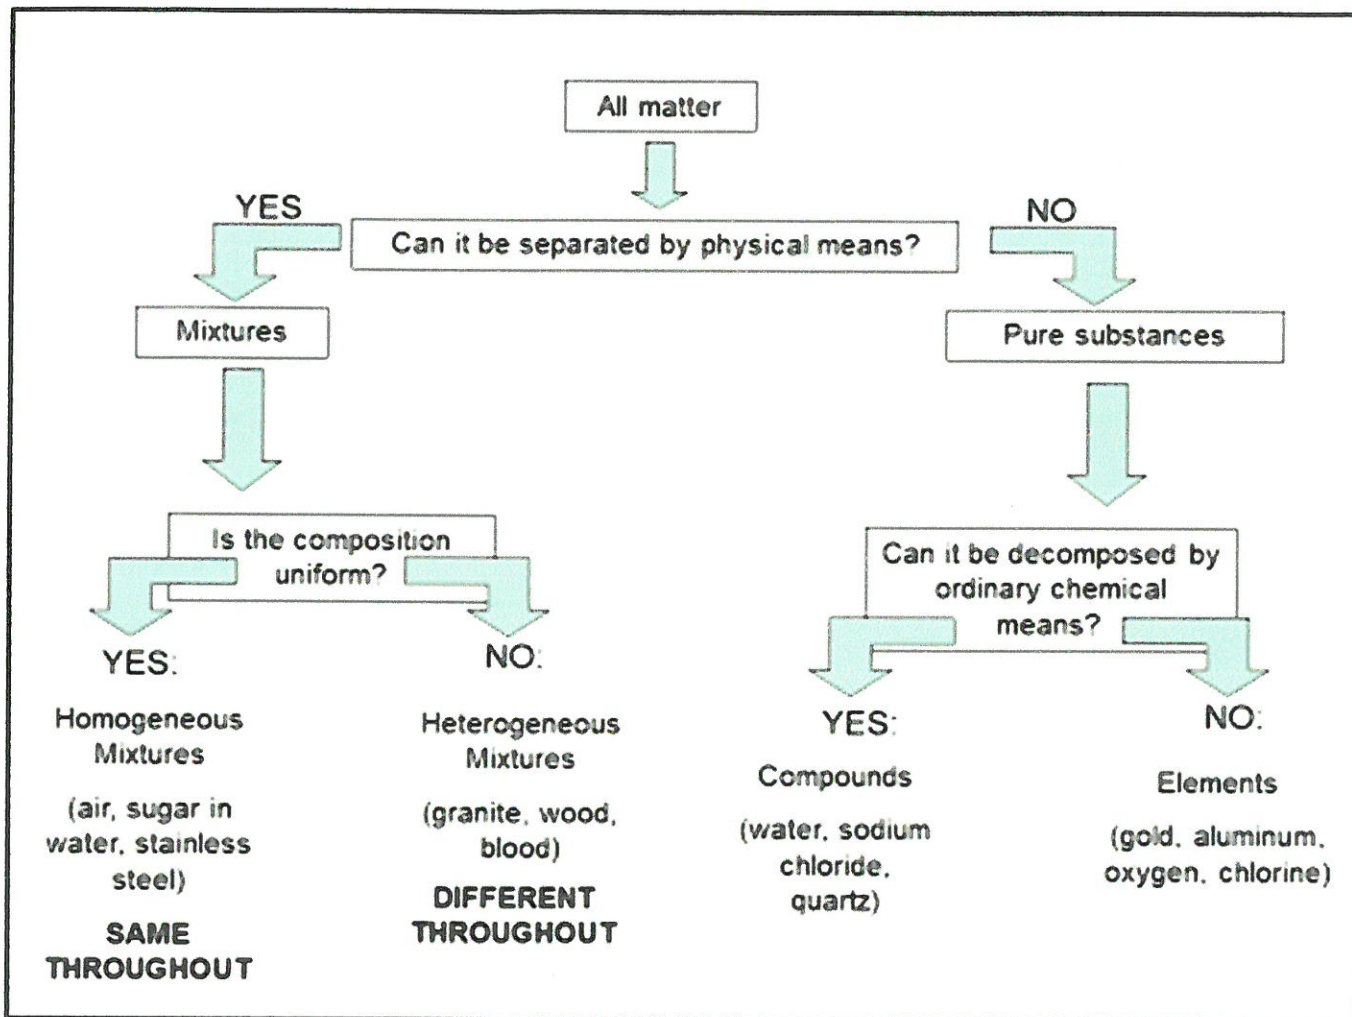 All matter
YES
NO
Can it be separated by physical means?
Mixtures
Pure substances
Is the composition
uniform?
Can it be decomposed by
ordinary chemical
means?
YES:
Homogeneous
Mixtures
(air, sugar in
water, stainless
steel)
SAME
THROUGHOUT
NO:
Heterogeneous
Mixtures
(granite, wood,
blood)
DIFFERENT
THROUGHOUT
YES:
Compounds
(water, sodium
chloride,
quartz)
NO:
Elements
(gold, aluminum,
oxygen, chlorine)